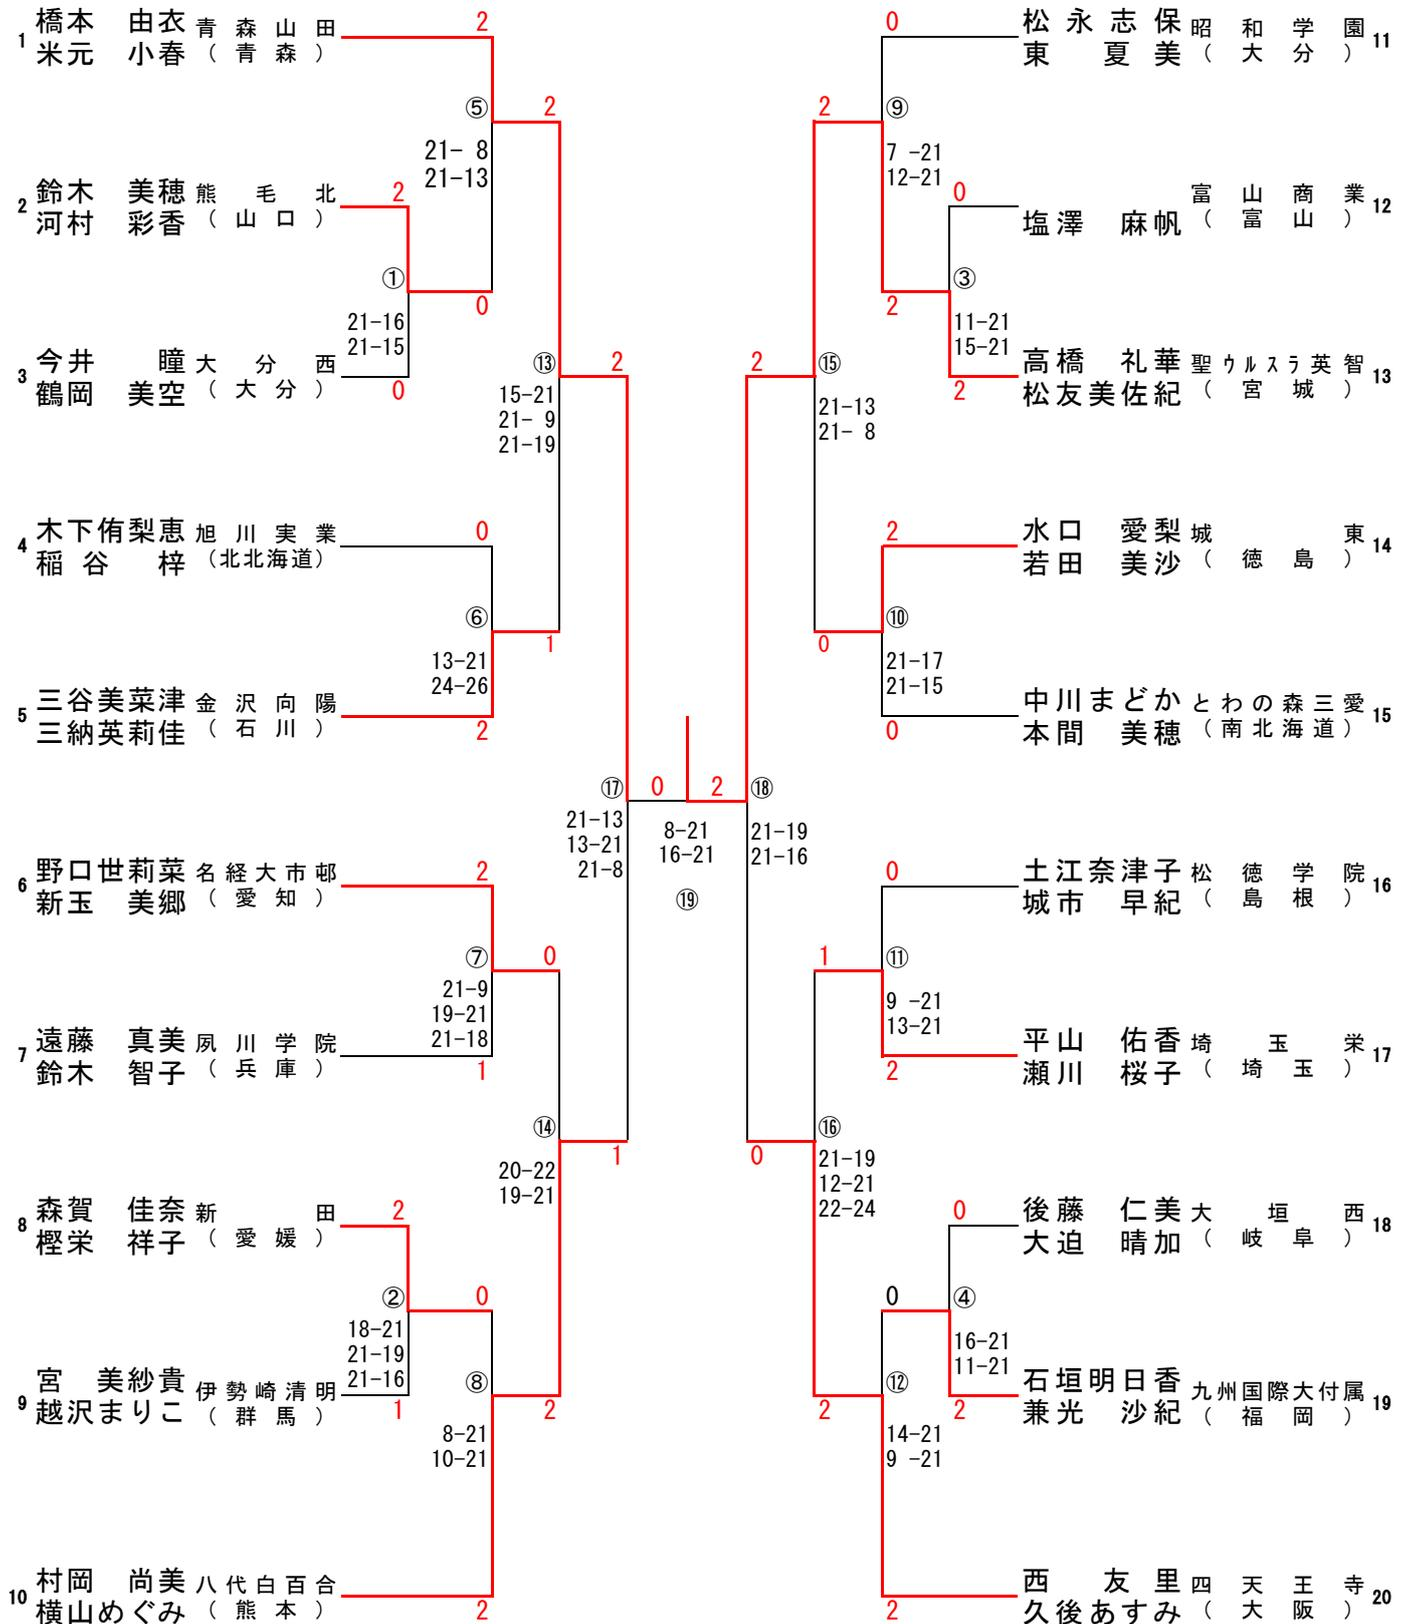 1 橋本 由衣 青森山田
米元 小春 (青森)
2
⑤
2
21- 8
21-13
2 鈴木 美穂 熊毛北
河村 彩香 (山口)
2
①
0
21-16
21-15
3 今井 瞳 大分西
鶴岡 美空 (大分)
0
⑬
2
15-21
21- 9
21-19
4 木下侑梨恵 旭川実業
稲谷 梓 (北北海道)
0
⑥
1
13-21
24-26
5 三谷美菜津 金沢向陽
三納英莉佳 (石川)
2
⑰
0
21-13
13-21
21-8
6 野口世莉菜 名経大市邨
新玉 美郷 (愛知)
2
⑦
0
21-9
19-21
21-18
7 遠藤 真美 夙川学院
鈴木 智子 (兵庫)
1
⑭
1
20-22
19-21
8 森賀 佳奈 新田
樫栄 祥子 (愛媛)
2
②
0
18-21
21-19
21-16
9 宮 美紗貴 伊勢崎清明
越沢まりこ (群馬)
1
⑧
2
8-21
10-21
10 村岡 尚美 八代白百合
横山めぐみ (熊本)
2
8-21
16-21
⑲
0
松永志保 昭和学園 11
東 夏美 (大分)
2
⑨
7 -21
12-21
0
富山商業 12
塩澤 麻帆 (富山)
③
2
11-21
15-21
高橋 礼華 聖ウルスラ英智 13
松友美佐紀 (宮城)
2
2
⑮
21-13
21- 8
2
水口 愛梨 城東 14
若田 美沙 (徳島)
⑩
0
21-17
21-15
中川まどか とわの森三愛 15
本間 美穂 (南北海道)
0
2
⑱
21-19
21-16
0
土江奈津子 松徳学院 16
城市 早紀 (島根)
1
⑪
9 -21
13-21
平山 佑香 埼玉栄 17
瀬川 桜子 (埼玉)
2
⑯
0
21-19
12-21
22-24
0
後藤 仁美 大垣西 18
大迫 晴加 (岐阜)
0
④
16-21
11-21
石垣明日香 九州国際大付属 19
兼光 沙紀 (福岡)
2
⑫
2
14-21
9 -21
西 友里 四天王寺 20
久後あすみ (大阪)
2